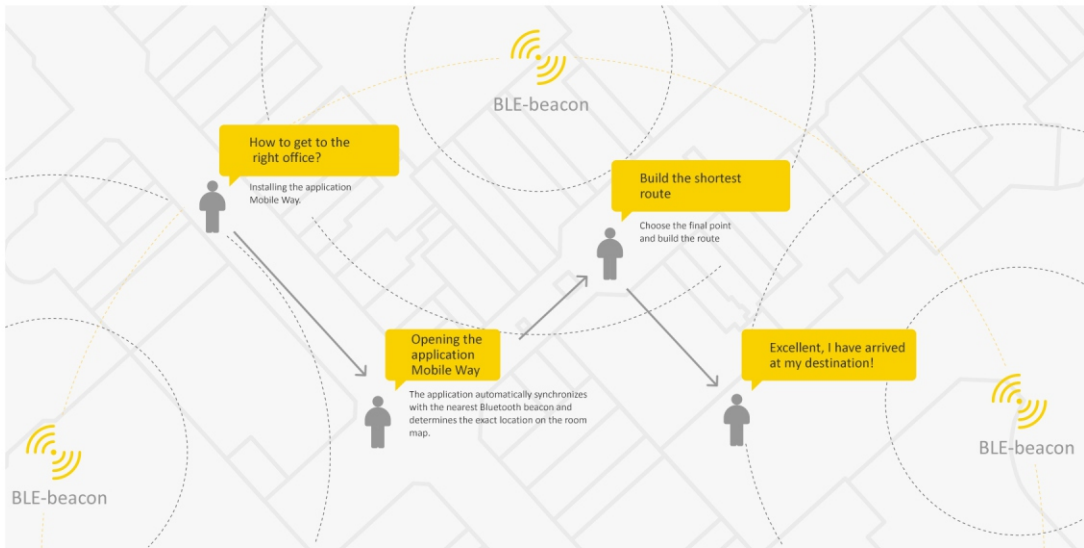 BLE-beacon
How to get to the
right office?
Installing the application
Mobile Way.
Build the shortest
route
Choose the final point
and build the route
Opening the
application
Mobile Way
The application automatically synchronizes
with the nearest Bluetooth beacon and
determines the exact location on the room
map.
Excellent, I have arrived
at my destination!
BLE-beacon
BLE-beacon